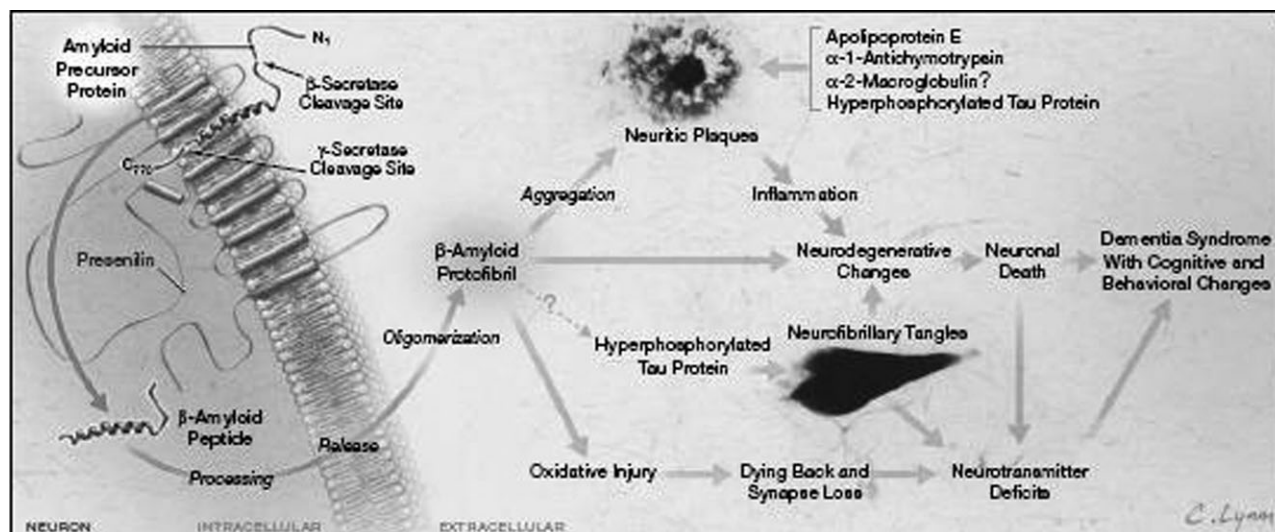 Amyloid
Precursor
Protein
N₁
β-Secretase
Cleavage Site
γ-Secretase
Cleavage Site
C₇₇₀
Presenilin
β-Amyloid
Peptide
Processing
Release
Oligomerization
β-Amyloid
Protofibril
Aggregation
Neuritic Plaques
Apolipoprotein E
α-1-Antichymotrypsin
α-2-Macroglobulin?
Hyperphosphorylated Tau Protein
Inflammation
Neurodegenerative
Changes
Neuronal
Death
Dementia Syndrome
With Cognitive and
Behavioral Changes
?
Hyperphosphorylated
Tau Protein
Neurofibrillary Tangles
Oxidative Injury
Dying Back and
Synapse Loss
Neurotransmitter
Deficits
NEURON
INTRACELLULAR
EXTRACELLULAR
C. Lynm